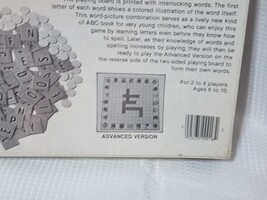 The playing board is printed with interlocking words. The first
letter of each word shows a colored illustration of the word itself.
This word-picture combination serves as a lively new kind
of ABC book for very young children, who can enjoy this
game by learning letters even before they know how
to spell. Later, as their knowledge of words and
spelling increases by playing, they will then be
ready to play the Advanced Version on
the reverse side of the two-sided playing board to
form their own words.
For 2 to 4 players.
Ages 6 to 10.
ADVANCED VERSION